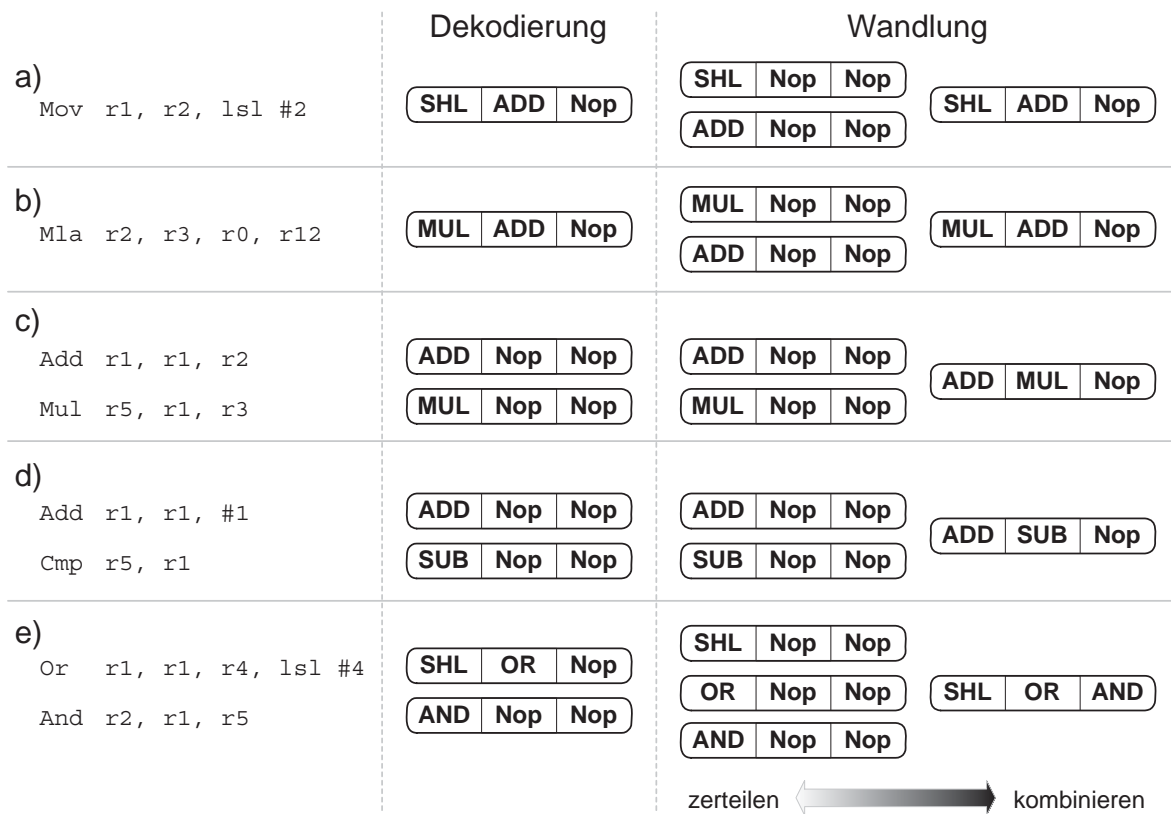 Dekodierung Wandlung
a)
Mov r1, r2, lsl #2
SHL ADD Nop
SHL Nop Nop
ADD Nop Nop
SHL ADD Nop
b)
Mla r2, r3, r0, r12
MUL ADD Nop
MUL Nop Nop
ADD Nop Nop
MUL ADD Nop
c)
Add r1, r1, r2
Mul r5, r1, r3
ADD Nop Nop
MUL Nop Nop
ADD Nop Nop
MUL Nop Nop
ADD MUL Nop
d)
Add r1, r1, #1
Cmp r5, r1
ADD Nop Nop
SUB Nop Nop
ADD Nop Nop
SUB Nop Nop
ADD SUB Nop
e)
Or r1, r1, r4, lsl #4
And r2, r1, r5
SHL OR Nop
AND Nop Nop
SHL Nop Nop
OR Nop Nop
AND Nop Nop
SHL OR AND
zerteilen kombinieren